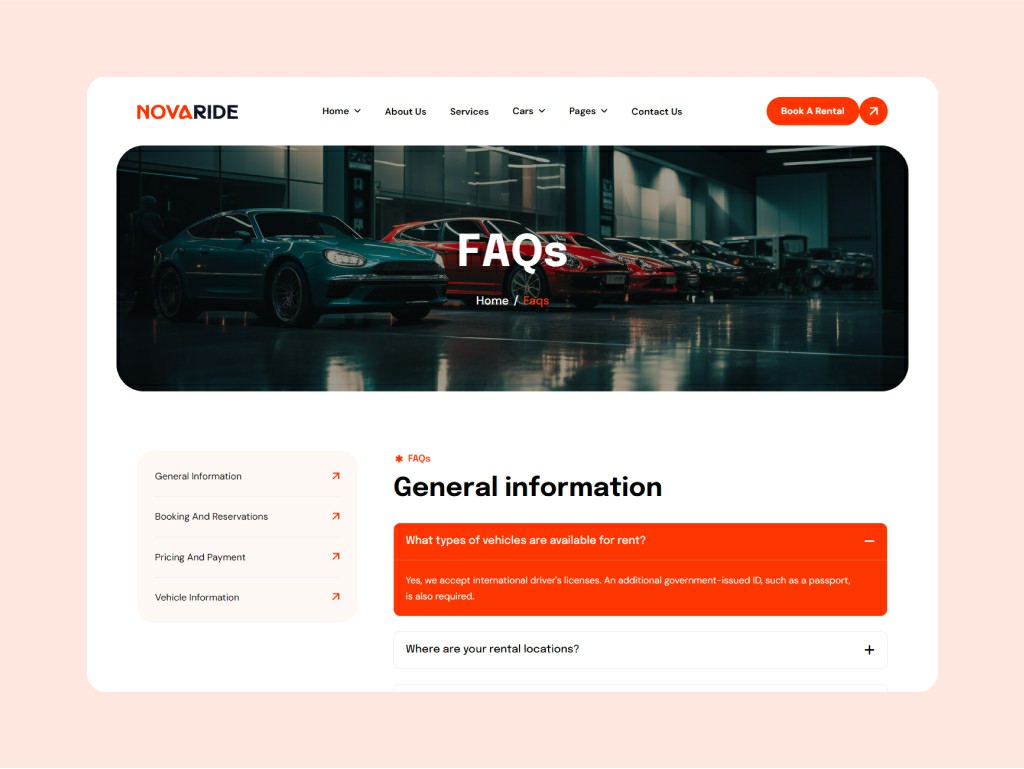 NOVARIDE
Home
About Us
Services
Cars
Pages
Contact Us
Book A Rental
FAQs
Home / Faqs
General Information
Booking And Reservations
Pricing And Payment
Vehicle Information
FAQs
General information
What types of vehicles are available for rent?
Yes, we accept international driver's licenses. An additional government-issued ID, such as a passport,
is also required.
Where are your rental locations?